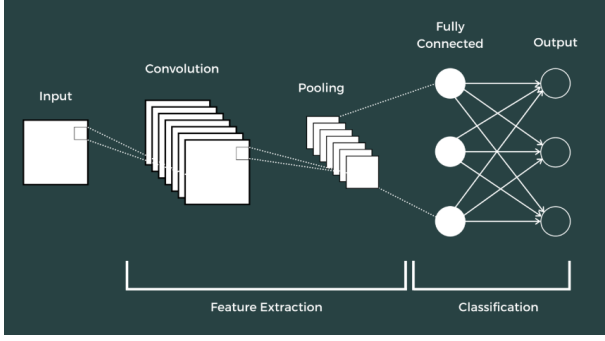 Input
Convolution
Pooling
Fully
Connected
Output
Feature Extraction
Classification